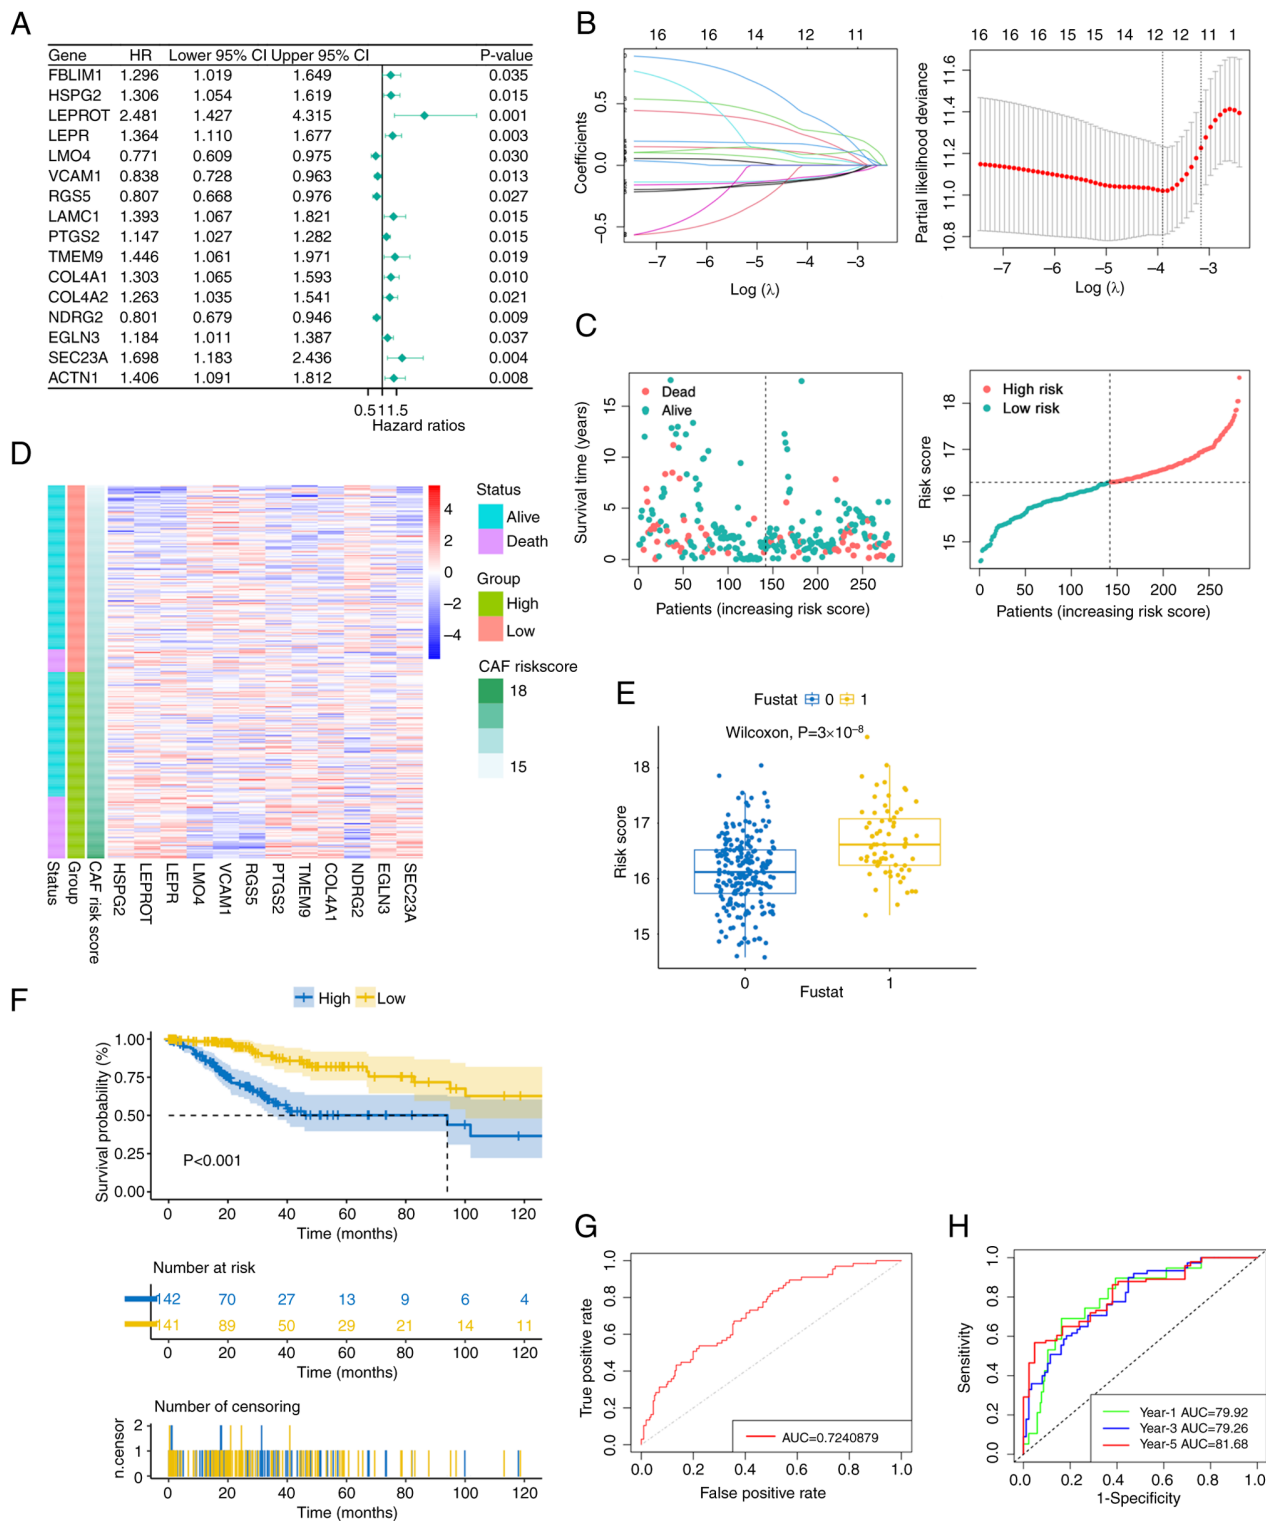 A
Gene HR Lower 95% CI Upper 95% CI P-value
FBLIM1 1.296 1.019 1.649 0.035
HSPG2 1.306 1.054 1.619 0.015
LEPROT 2.481 1.427 4.315 0.001
LEPR 1.364 1.110 1.677 0.003
LMO4 0.771 0.609 0.975 0.030
VCAM1 0.838 0.728 0.963 0.013
RGS5 0.807 0.668 0.976 0.027
LAMC1 1.393 1.067 1.821 0.015
PTGS2 1.147 1.027 1.282 0.015
TMEM9 1.446 1.061 1.971 0.019
COL4A1 1.303 1.065 1.593 0.010
COL4A2 1.263 1.035 1.541 0.021
NDRG2 0.801 0.679 0.946 0.009
EGLN3 1.184 1.011 1.387 0.037
SEC23A 1.698 1.183 2.436 0.004
ACTN1 1.406 1.091 1.812 0.008
0.511.5
Hazard ratios
B
16 16 14 12 11
Coefficients
0.5
0.0
−0.5
−7 −6 −5 −4 −3
Log (λ)
16 16 16 15 15 14 12 12 11 1
Partial likelihood deviance
11.6
11.4
11.2
11.0
10.8
−7 −6 −5 −4 −3
Log (λ)
C
Dead
Alive
Survival time (years)
15
10
5
0
0 50 100 150 200 250
Patients (increasing risk score)
High risk
Low risk
Risk score
18
17
16
15
0 50 100 150 200 250
Patients (increasing risk score)
D
Status
Group
CAF risk score
HSPG2
LEPROT
LEPR
LMO4
VCAM1
RGS5
PTGS2
TMEM9
COL4A1
NDRG2
EGLN3
SEC23A
4
2
0
−2
−4
Status
Alive
Death
Group
High
Low
CAF riskscore
18
15
E
Fustat 0 1
Wilcoxon, P=3×10⁻⁸
Risk score
18
17
16
15
0 1
Fustat
F
High Low
Survival probability (%)
1.00
0.75
0.50
0.25
0.00
P<0.001
0 20 40 60 80 100 120
Time (months)
Number at risk
142 70 27 13 9 6 4
141 89 50 29 21 14 11
0 20 40 60 80 100 120
Time (months)
Number of censoring
n.censor
2
1
0
0 20 40 60 80 100 120
Time (months)
G
True positive rate
1.0
0.8
0.6
0.4
0.2
0.0
AUC=0.7240879
0.0 0.2 0.4 0.6 0.8 1.0
False positive rate
H
Sensitivity
1.0
0.8
0.6
0.4
0.2
0.0
Year-1 AUC=79.92
Year-3 AUC=79.26
Year-5 AUC=81.68
0.0 0.2 0.4 0.6 0.8 1.0
1-Specificity